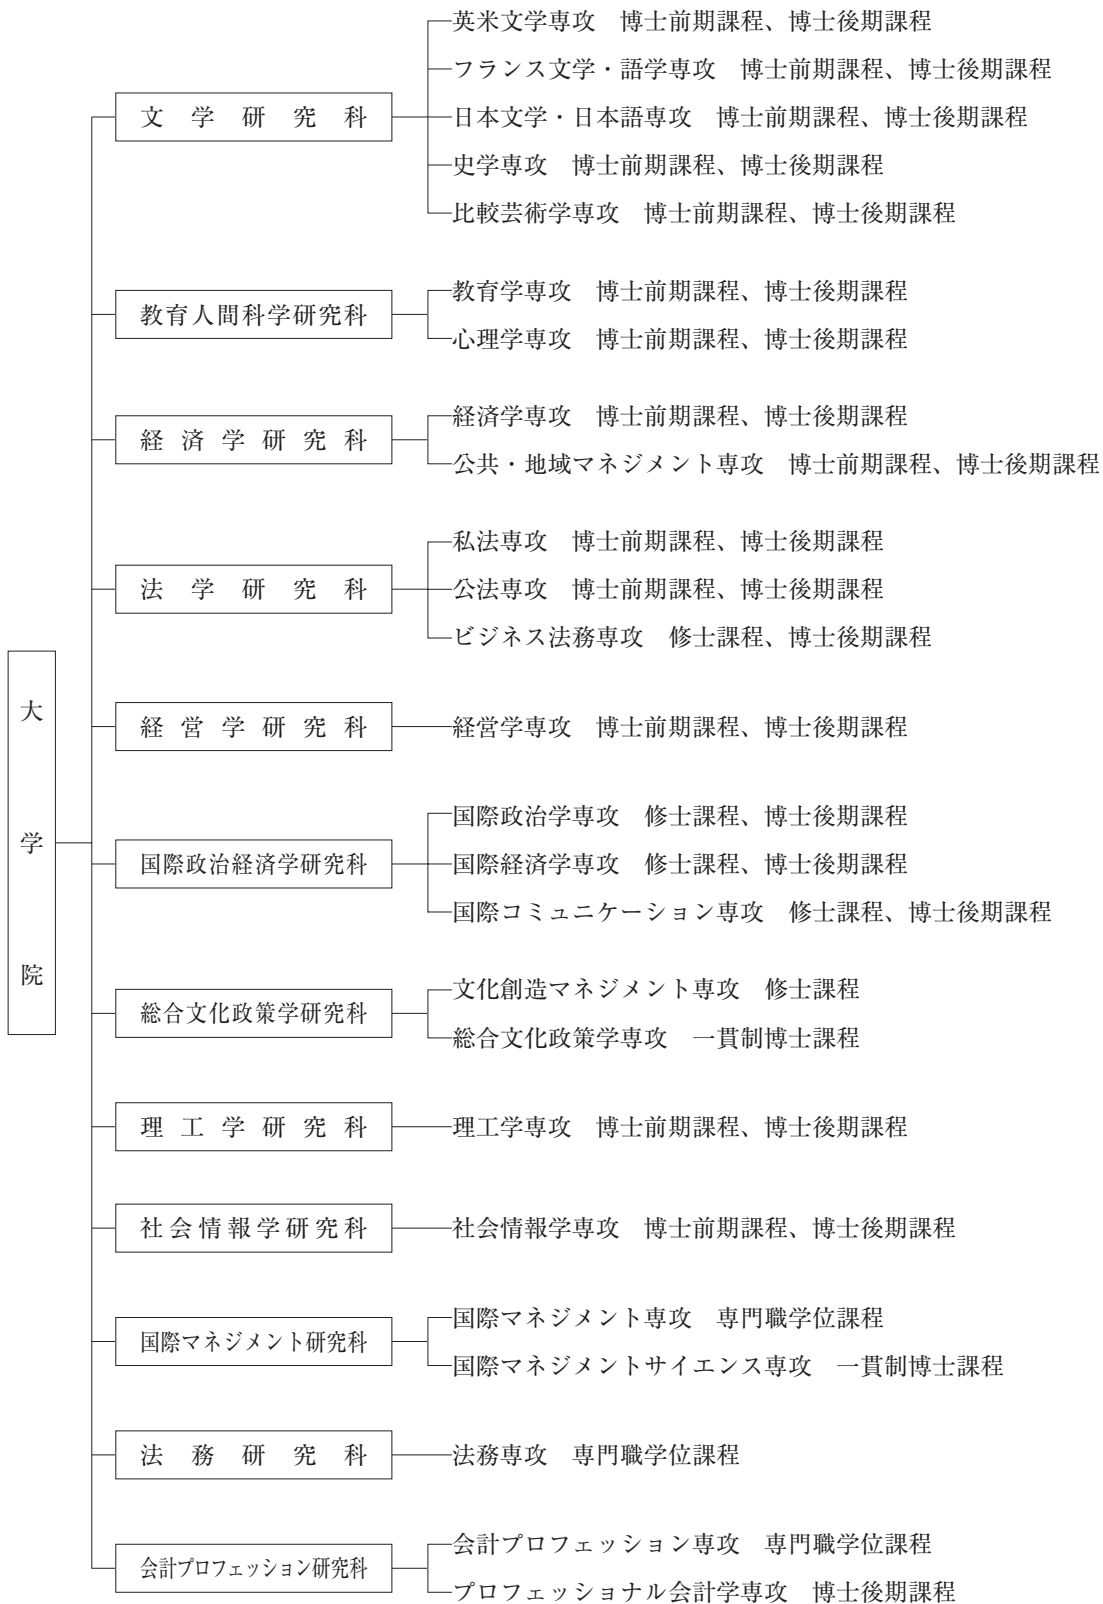 大学院
文学研究科
英米文学専攻　博士前期課程、博士後期課程
フランス文学・語学専攻　博士前期課程、博士後期課程
日本文学・日本語専攻　博士前期課程、博士後期課程
史学専攻　博士前期課程、博士後期課程
比較芸術学専攻　博士前期課程、博士後期課程
教育人間科学研究科
教育学専攻　博士前期課程、博士後期課程
心理学専攻　博士前期課程、博士後期課程
経済学研究科
経済学専攻　博士前期課程、博士後期課程
公共・地域マネジメント専攻　博士前期課程、博士後期課程
法学研究科
私法専攻　博士前期課程、博士後期課程
公法専攻　博士前期課程、博士後期課程
ビジネス法務専攻　修士課程、博士後期課程
経営学研究科
経営学専攻　博士前期課程、博士後期課程
国際政治経済学研究科
国際政治学専攻　修士課程、博士後期課程
国際経済学専攻　修士課程、博士後期課程
国際コミュニケーション専攻　修士課程、博士後期課程
総合文化政策学研究科
文化創造マネジメント専攻　修士課程
総合文化政策学専攻　一貫制博士課程
理工学研究科
理工学専攻　博士前期課程、博士後期課程
社会情報学研究科
社会情報学専攻　博士前期課程、博士後期課程
国際マネジメント研究科
国際マネジメント専攻　専門職学位課程
国際マネジメントサイエンス専攻　一貫制博士課程
法務研究科
法務専攻　専門職学位課程
会計プロフェッション研究科
会計プロフェッション専攻　専門職学位課程
プロフェッショナル会計学専攻　博士後期課程